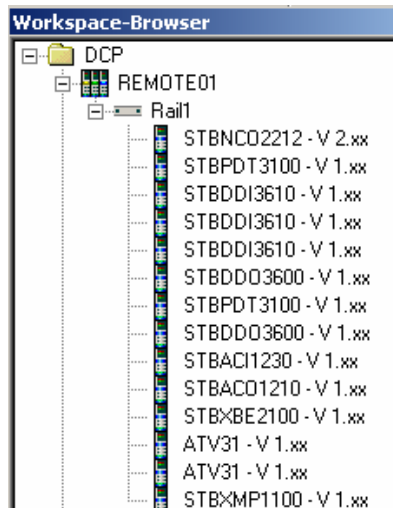 Workspace-Browser
DCP
REMOTE01
Rail1
STBNCO2212 - V 2.xx
STBPDT3100 - V 1.xx
STBDDI3610 - V 1.xx
STBDDI3610 - V 1.xx
STBDDI3610 - V 1.xx
STBDDO3600 - V 1.xx
STBPDT3100 - V 1.xx
STBDDO3600 - V 1.xx
STBACI1230 - V 1.xx
STBACO1210 - V 1.xx
STBXBE2100 - V 1.xx
ATV31 - V 1.xx
ATV31 - V 1.xx
STBXMP1100 - V 1.xx